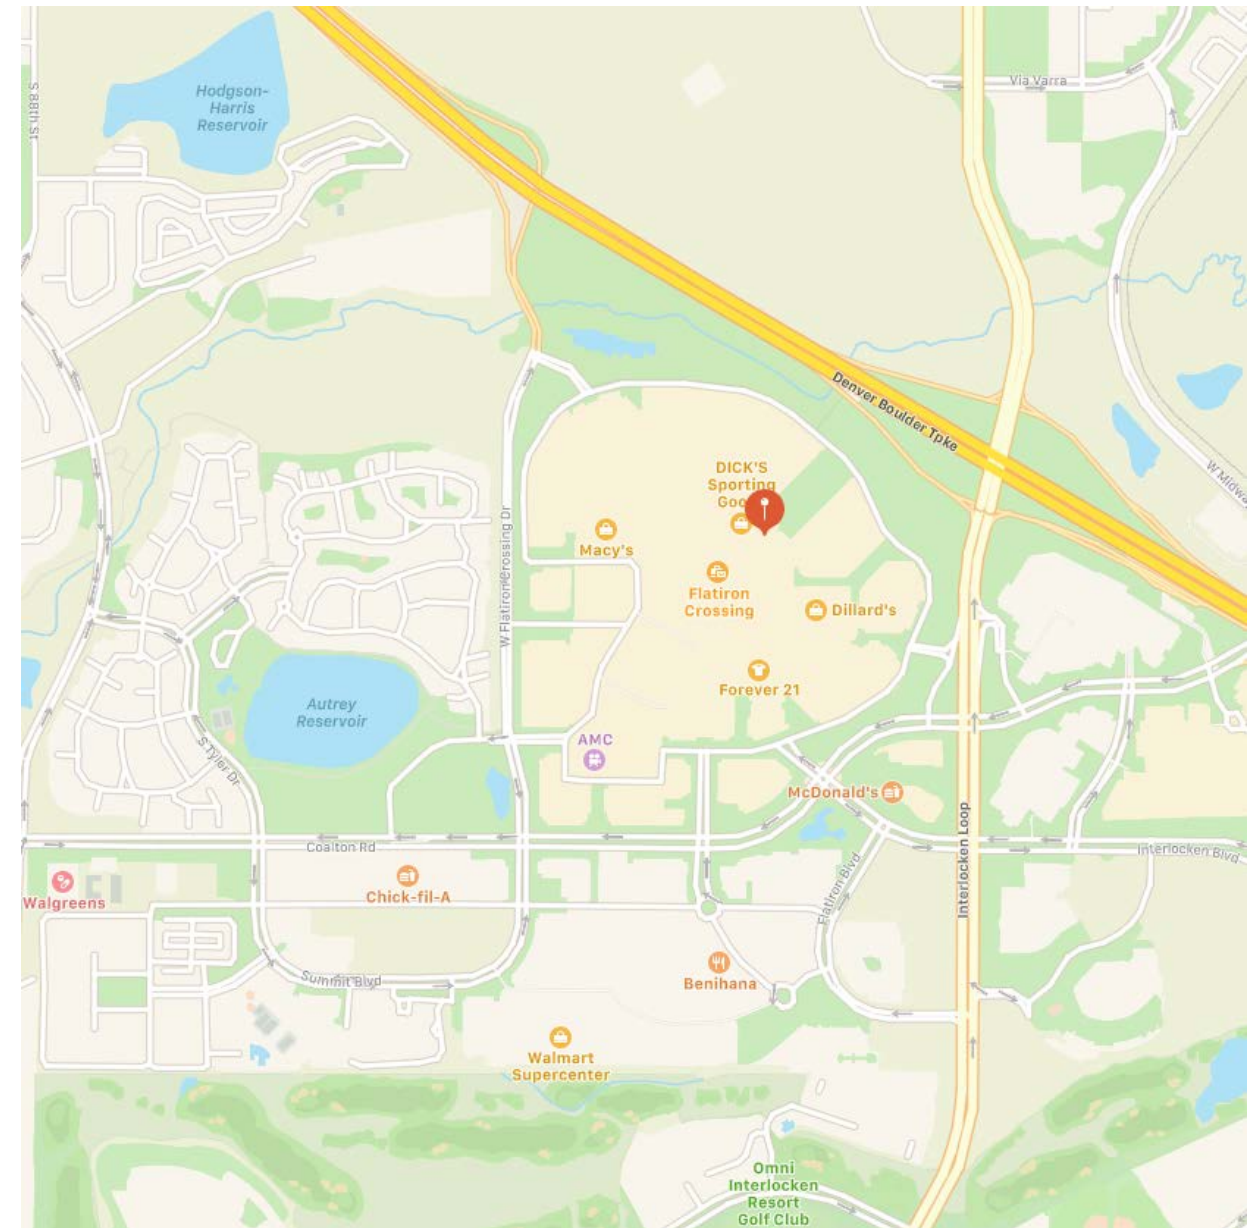 S 88th St
Hodgson-
Harris
Reservoir
Via Varra
Denver Boulder Tpke
DICK'S
Sporting
Macy's
W Flatiron Crossing Dr
Flatiron
Crossing
Dillard's
Forever 21
Autrey
Reservoir
AMC
S Tyler Dr
McDonald's
Interlocken Loop
Coalton Rd
Interlocken Blvd
Walgreens
Chick-fil-A
Flatiron Blvd
Summit Blvd
Benihana
Walmart
Supercenter
Omni
Interlocken
Resort
Golf Club